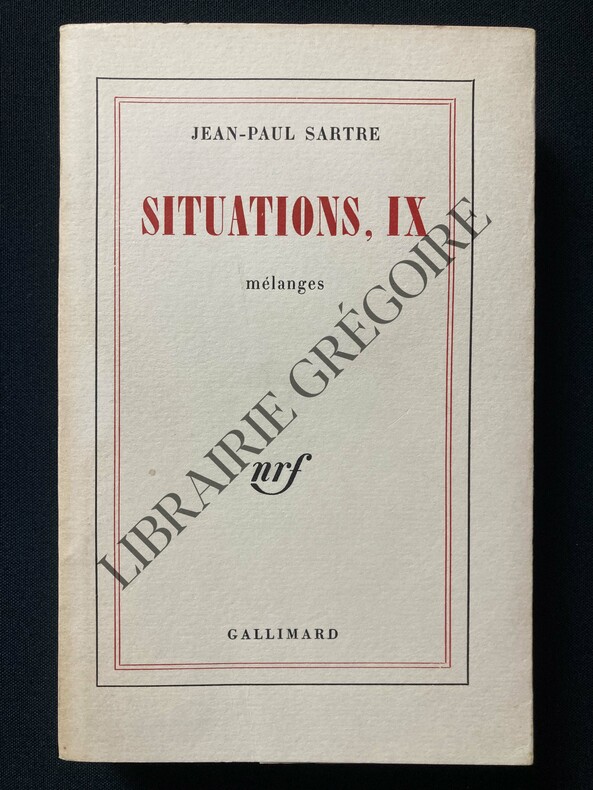 JEAN-PAUL SARTRE
SITUATIONS, IX
mélanges
LIBRAIRIE GRÉGOIRE
nrf
GALLIMARD